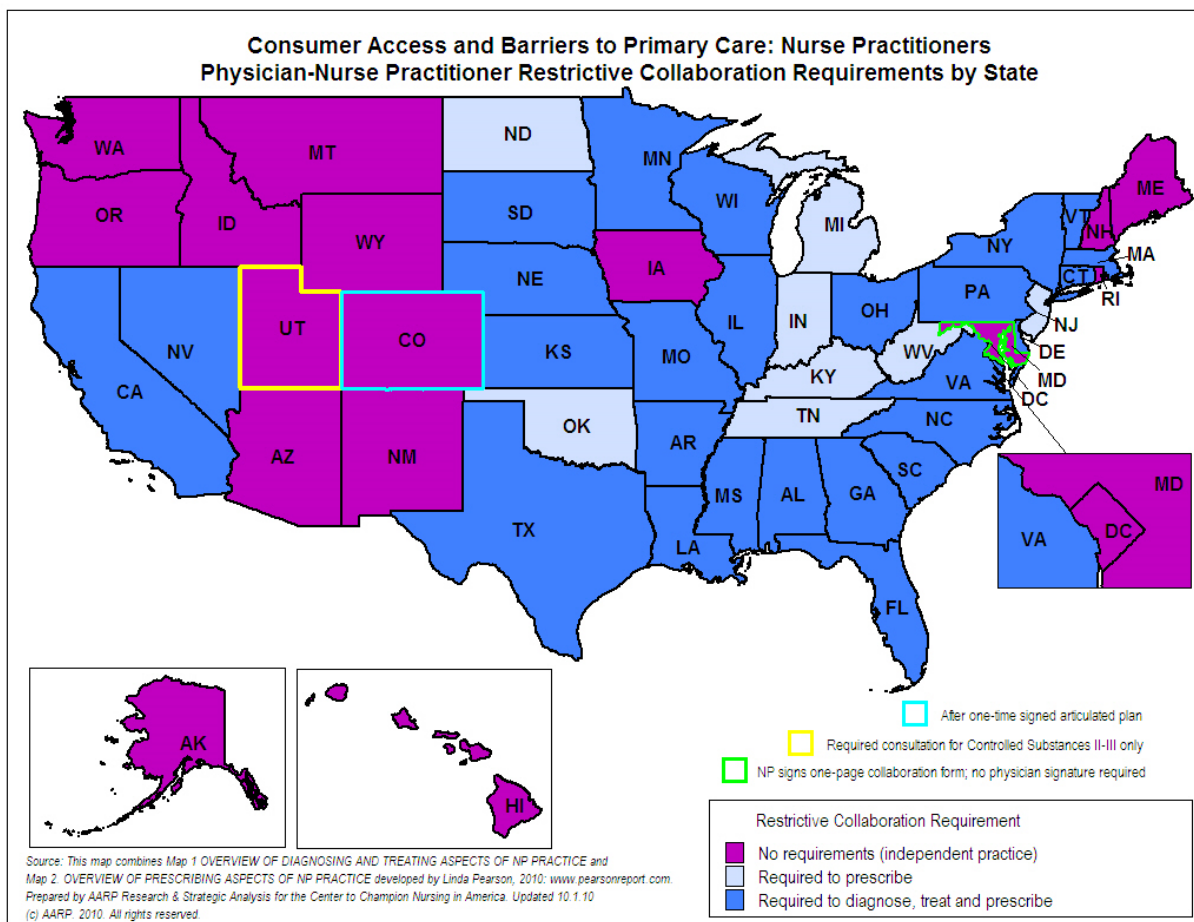 Consumer Access and Barriers to Primary Care: Nurse Practitioners
Physician-Nurse Practitioner Restrictive Collaboration Requirements by State
WA
MT
ND
MN
ME
OR
ID
SD
WI
MI
VT
NH
WY
NY
MA
IA
NE
CT
RI
PA
NV
UT
CO
IL
IN
OH
NJ
CA
KS
MO
WV
DE
KY
VA
MD
DC
TN
NC
AZ
NM
OK
AR
SC
MS
AL
GA
TX
LA
FL
MD
VA
DC
AK
HI
After one-time signed articulated plan
Required consultation for Controlled Substances II-III only
NP signs one-page collaboration form; no physician signature required
Restrictive Collaboration Requirement
No requirements (independent practice)
Required to prescribe
Required to diagnose, treat and prescribe
Source: This map combines Map 1 OVERVIEW OF DIAGNOSING AND TREATING ASPECTS OF NP PRACTICE and
Map 2. OVERVIEW OF PRESCRIBING ASPECTS OF NP PRACTICE developed by Linda Pearson, 2010: www.pearsonreport.com.
Prepared by AARP Research & Strategic Analysis for the Center to Champion Nursing in America. Updated 10.1.10
(c) AARP. 2010. All rights reserved.